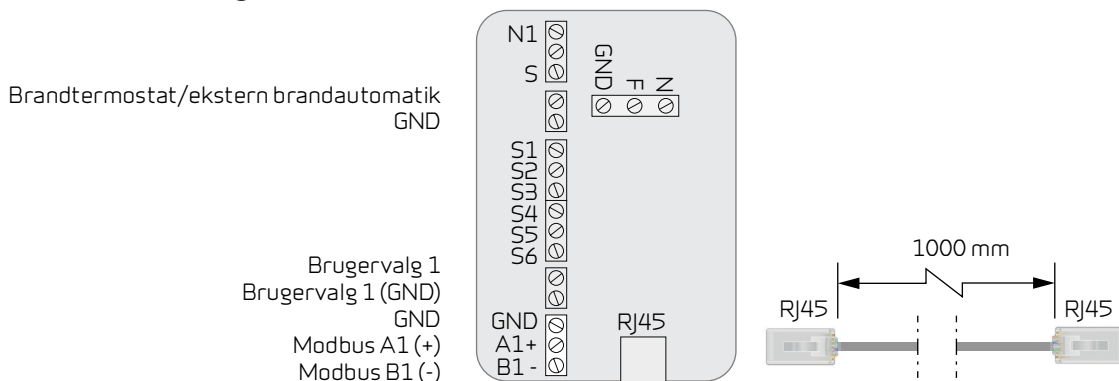 N1
S
GND
F
N
Brandtermostat/ekstern brandautomatik
GND
S1
S2
S3
S4
S5
S6
Brugervalg 1
Brugervalg 1 (GND)
GND
Modbus A1 (+)
Modbus B1 (-)
GND
A1+
B1 -
RJ45
1000 mm
RJ45
RJ45